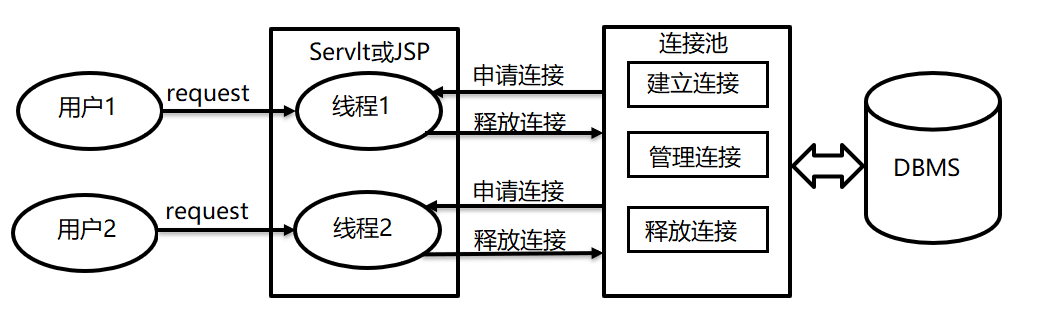 Servlt或JSP
连接池
用户1
request
线程1
申请连接
释放连接
建立连接
管理连接
DBMS
用户2
request
线程2
申请连接
释放连接
释放连接